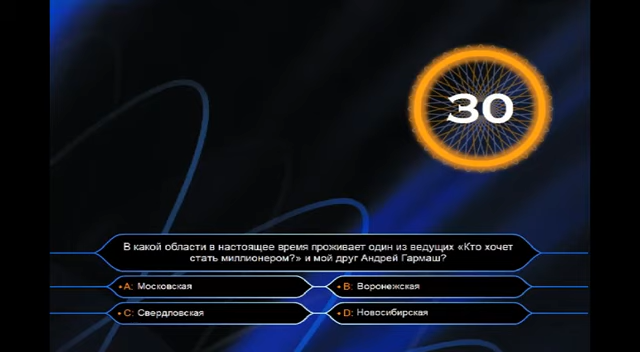 30
В какой области в настоящее время проживает один из ведущих «Кто хочет
стать миллионером?» и мой друг Андрей Гармаш?
• A: Московская
• B: Воронежская
• C: Свердловская
• D: Новосибирская